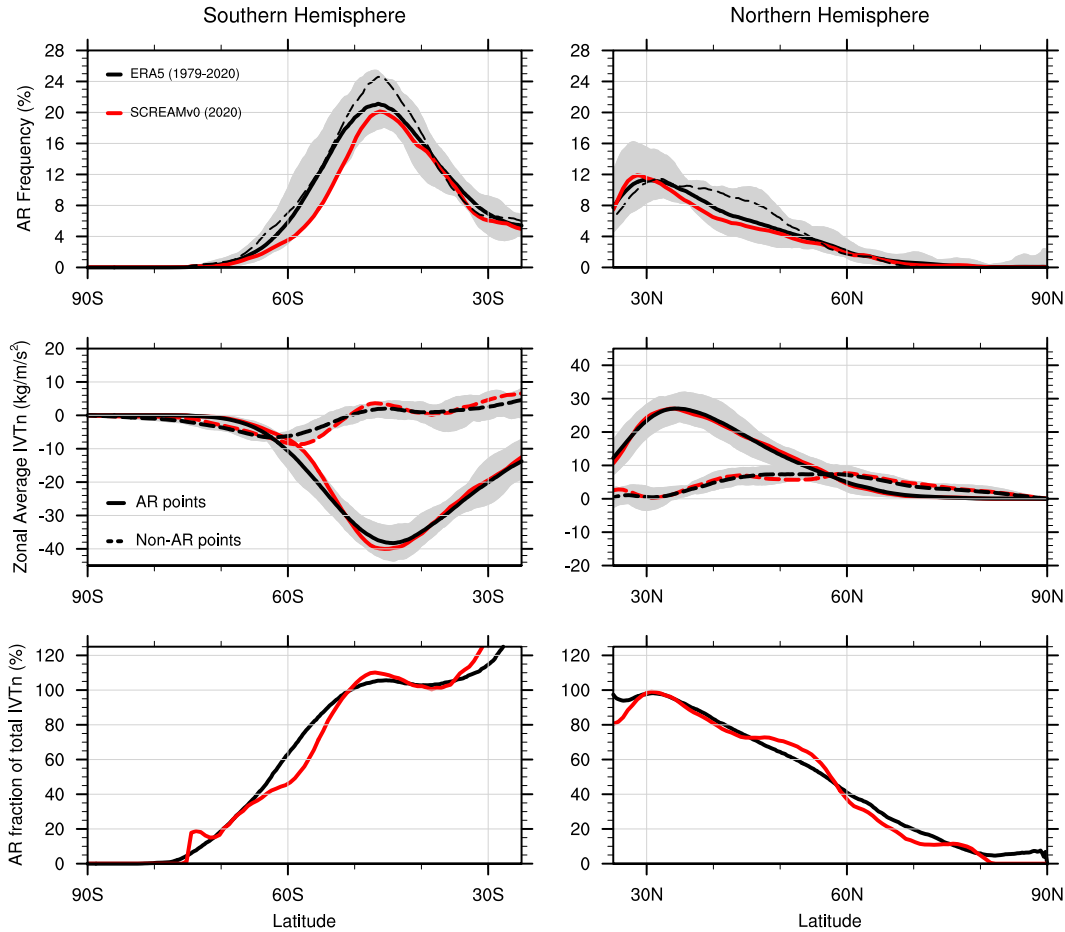 Southern Hemisphere
Northern Hemisphere
AR Frequency (%)
28
24
20
16
12
8
4
0
ERA5 (1979-2020)
SCREAMv0 (2020)
90S
60S
30S
28
24
20
16
12
8
4
0
30N
60N
90N
Zonal Average IVTn (kg/m/s²)
20
10
0
-10
-20
-30
-40
AR points
Non-AR points
90S
60S
30S
40
30
20
10
0
-10
-20
30N
60N
90N
AR fraction of total IVTn (%)
120
100
80
60
40
20
0
90S
60S
30S
Latitude
120
100
80
60
40
20
0
30N
60N
90N
Latitude